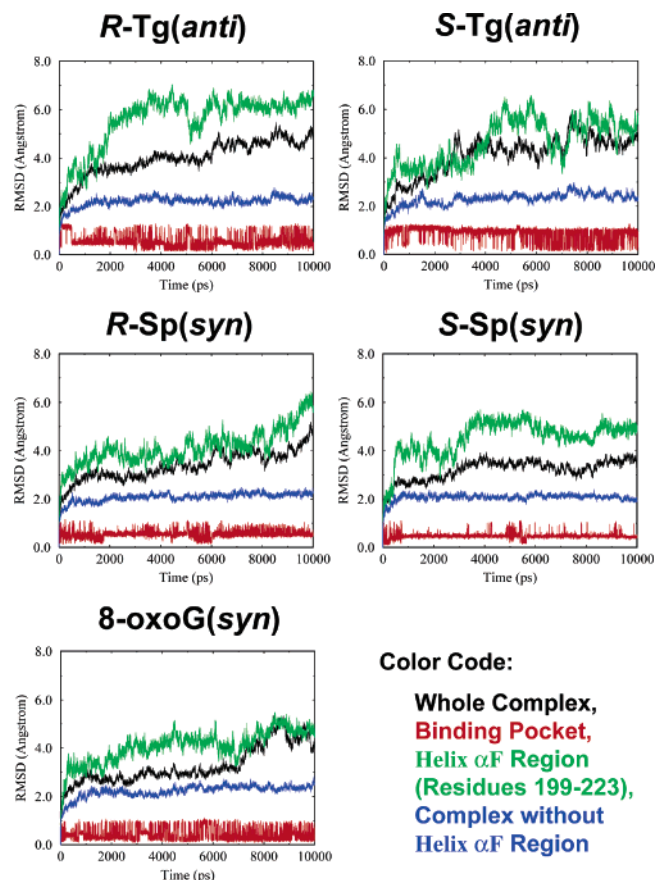 R-Tg(anti)
S-Tg(anti)
8.0
6.0
4.0
2.0
0.0
RMSD (Angstrom)
0 2000 4000 6000 8000 10000
Time (ps)
8.0
6.0
4.0
2.0
0.0
RMSD (Angstrom)
0 2000 4000 6000 8000 10000
Time (ps)
R-Sp(syn)
S-Sp(syn)
8.0
6.0
4.0
2.0
0.0
RMSD (Angstrom)
0 2000 4000 6000 8000 10000
Time (ps)
8.0
6.0
4.0
2.0
0.0
RMSD (Angstrom)
0 2000 4000 6000 8000 10000
Time (ps)
8-oxoG(syn)
8.0
6.0
4.0
2.0
0.0
RMSD (Angstrom)
0 2000 4000 6000 8000 10000
Time (ps)
Color Code:
Whole Complex,
Binding Pocket,
Helix αF Region
(Residues 199-223),
Complex without
Helix αF Region